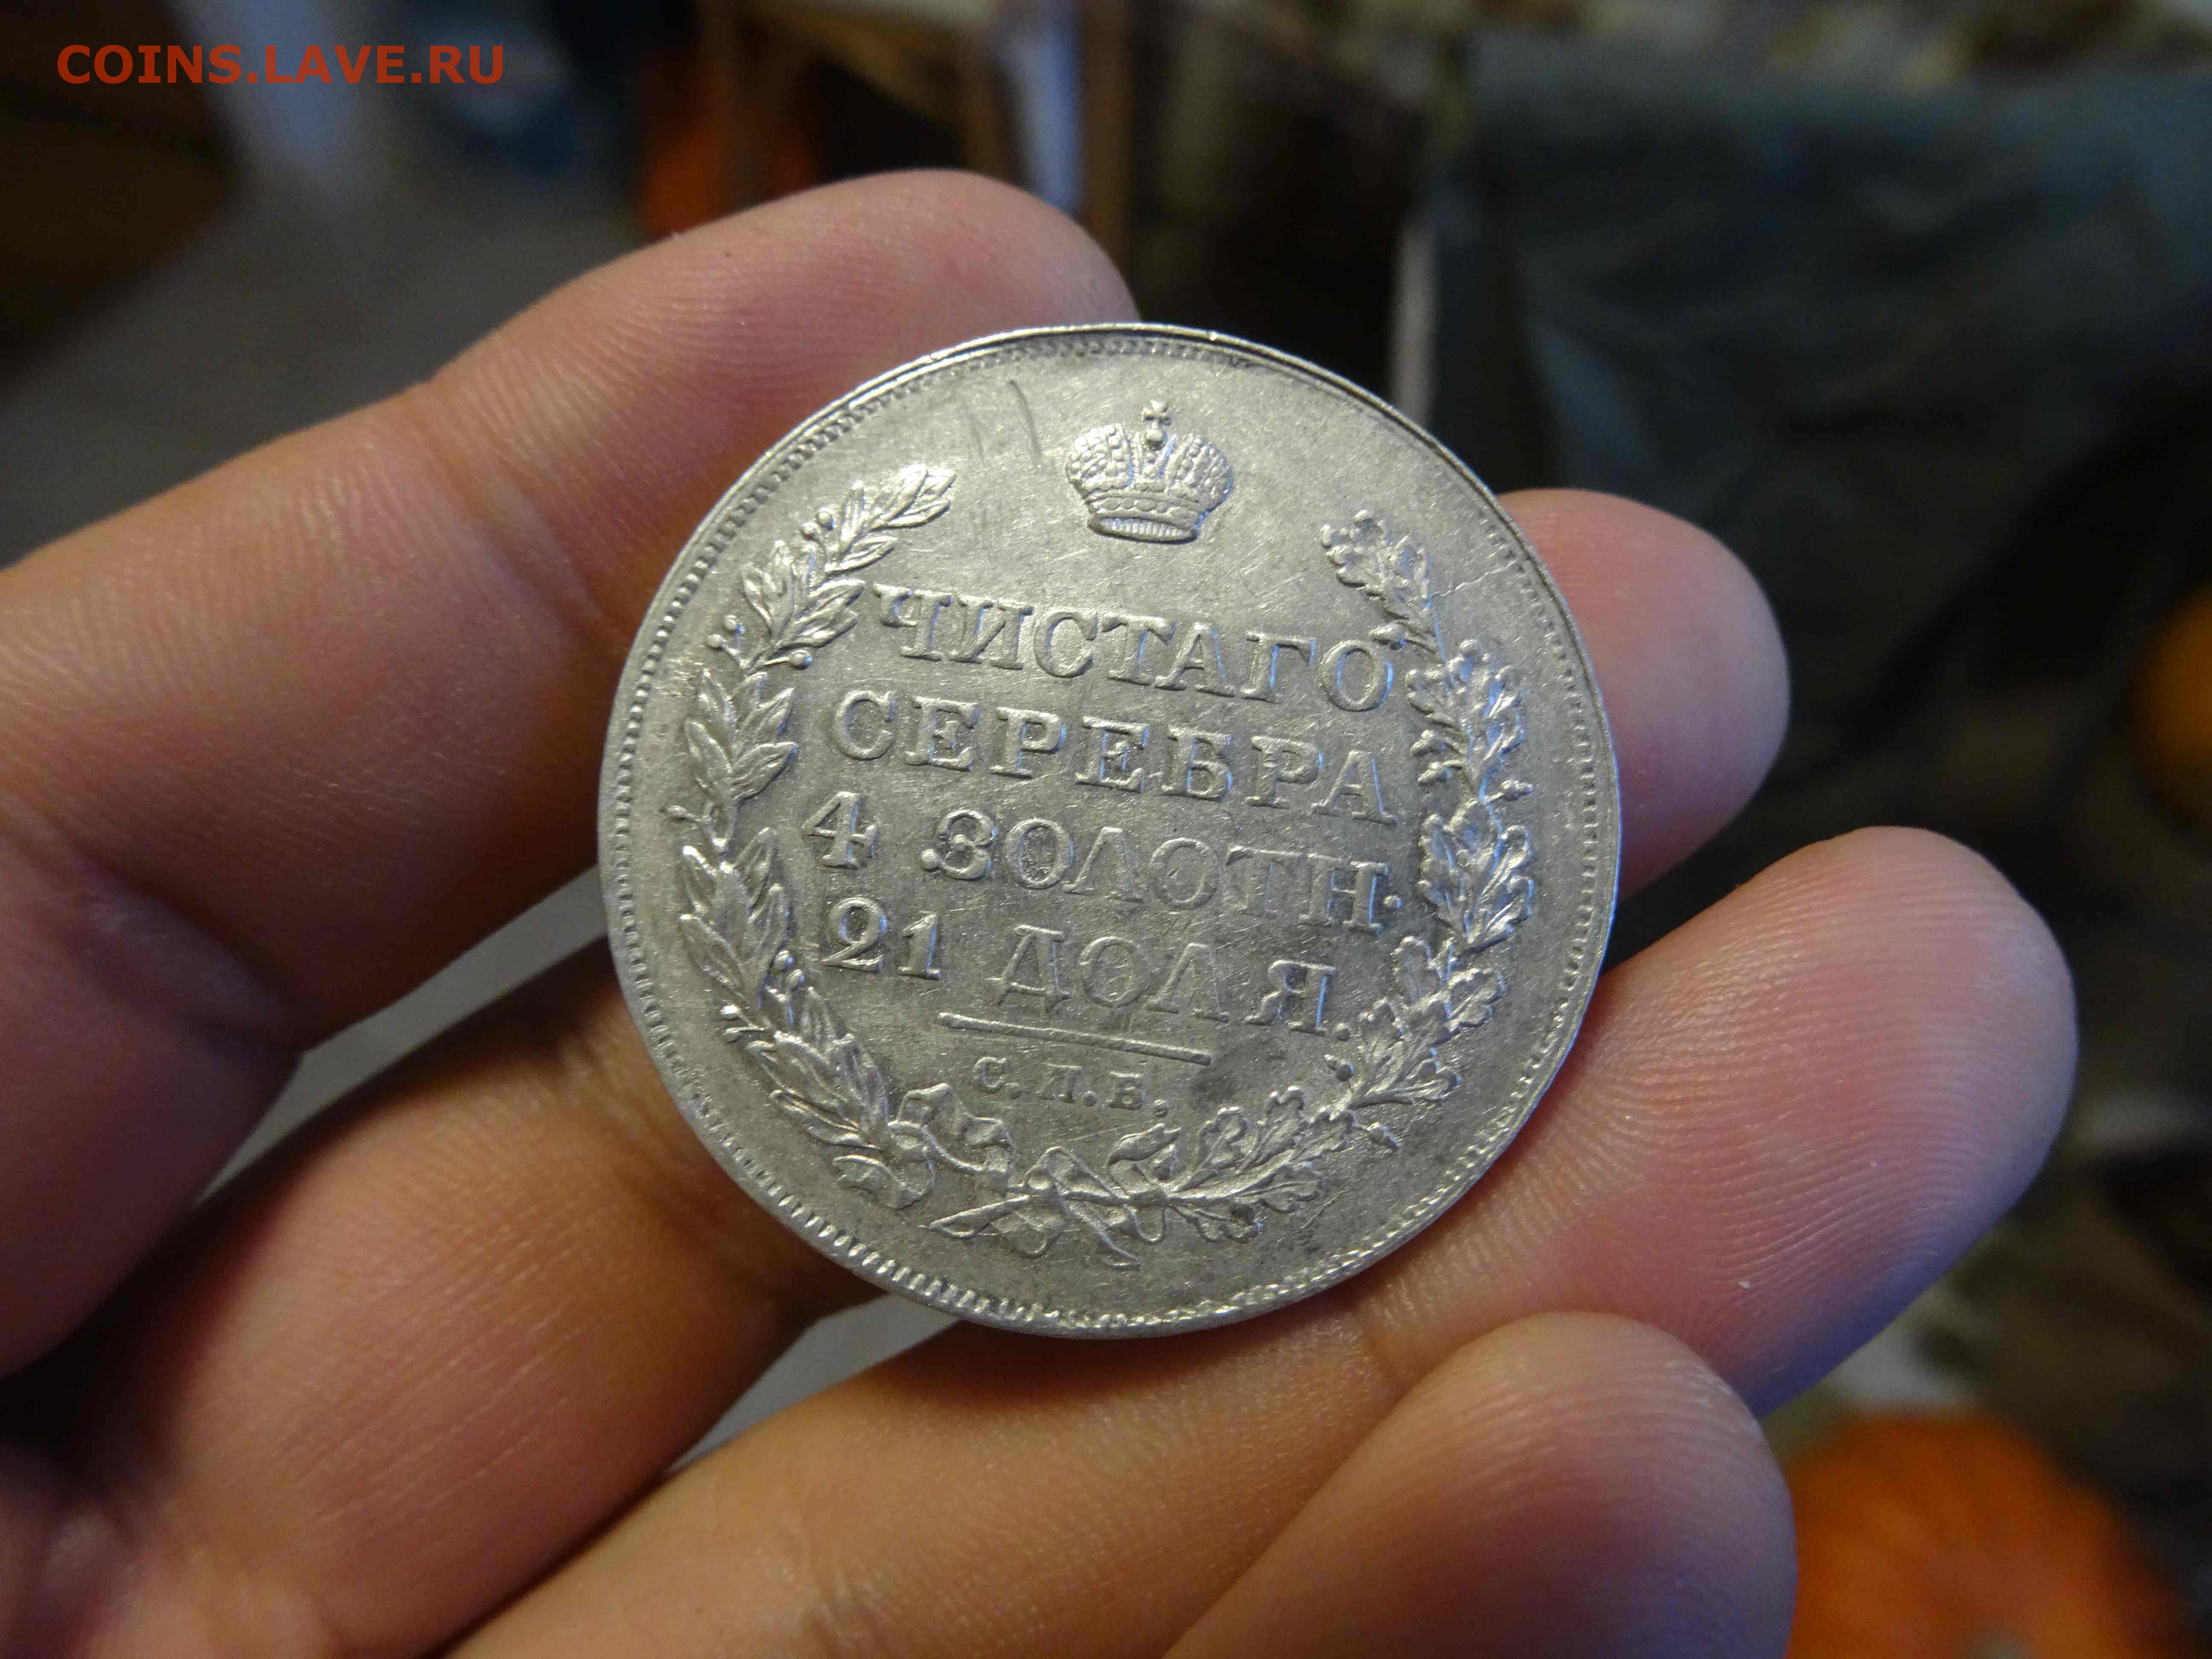 COINS.LAVE.RU
ЧИСТАГО
СЕРЕБРА
4 ЗОЛОТН.
21 ДОЛЯ.
С.П.Б.